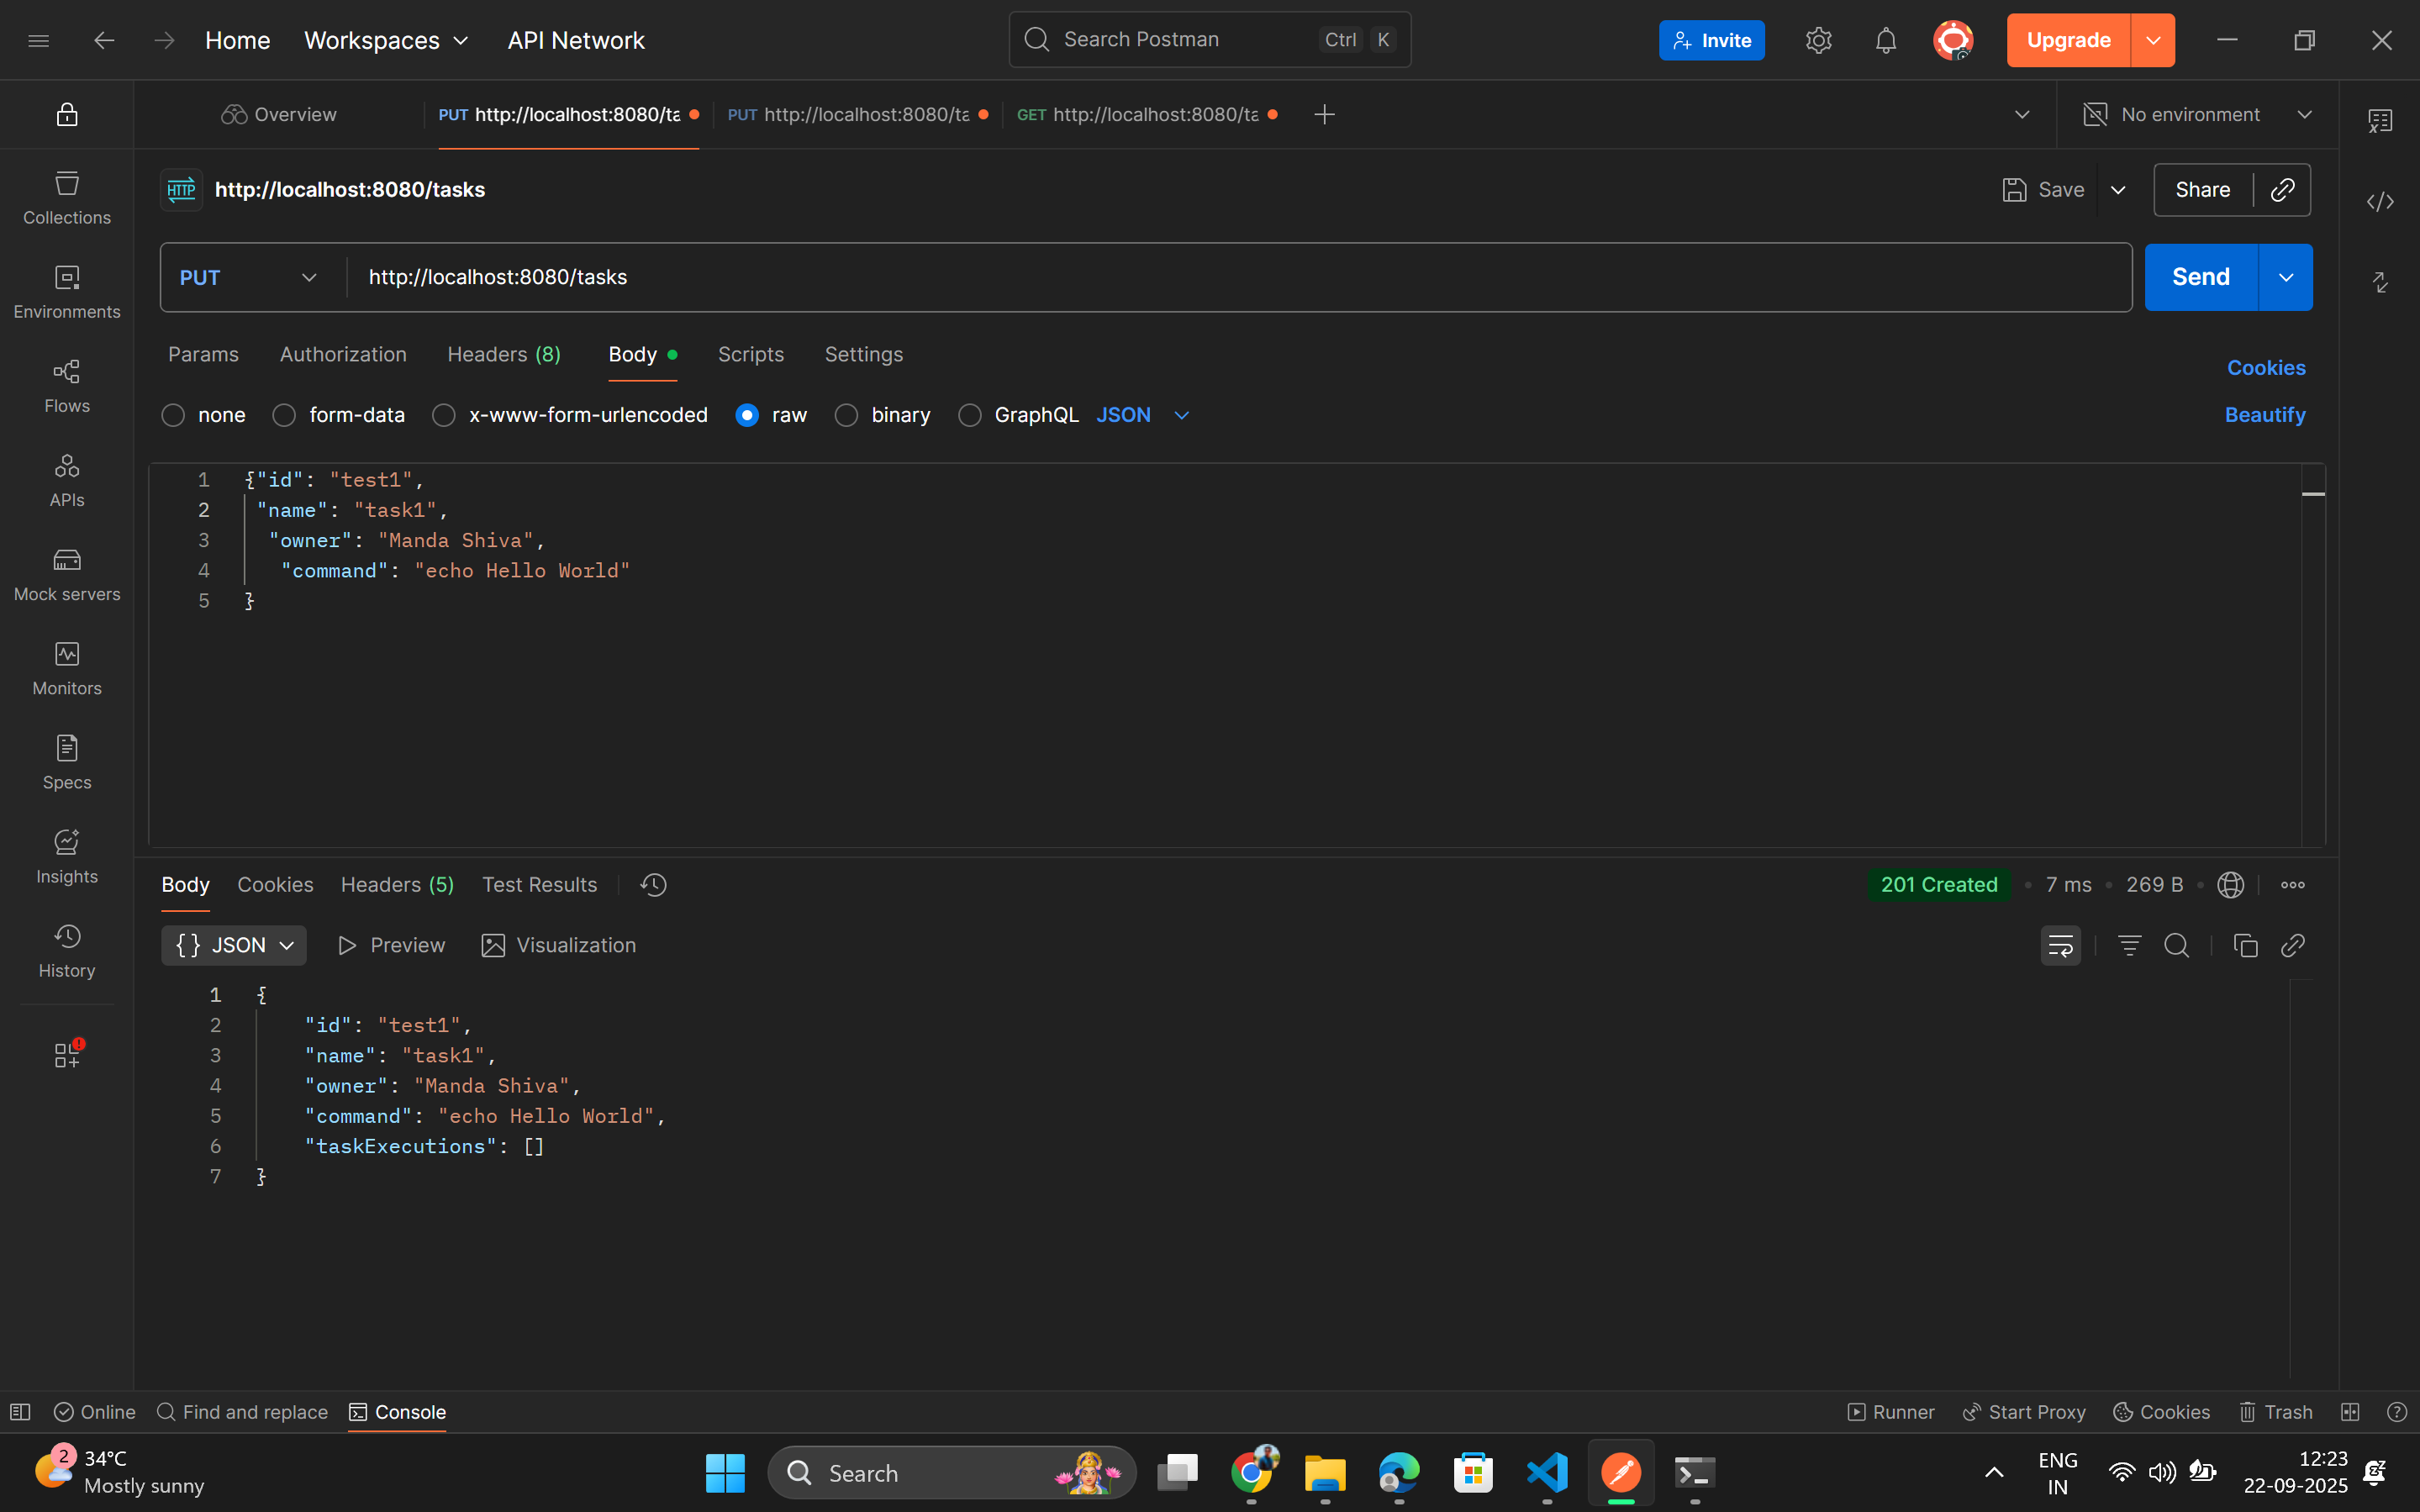 Home Workspaces API Network Search Postman Ctrl K Invite Upgrade
Overview PUT http://localhost:8080/ta PUT http://localhost:8080/ta GET http://localhost:8080/ta No environment
HTTP http://localhost:8080/tasks Save Share
PUT http://localhost:8080/tasks Send
Params Authorization Headers (8) Body Scripts Settings Cookies
none form-data x-www-form-urlencoded raw binary GraphQL JSON Beautify
1 {"id": "test1",
2 "name": "task1",
3 "owner": "Manda Shiva",
4 "command": "echo Hello World"
5 }
Collections
Environments
Flows
APIs
Mock servers
Monitors
Specs
Insights
History
Body Cookies Headers (5) Test Results 201 Created 7 ms 269 B
{} JSON Preview Visualization
1 {
2 "id": "test1",
3 "name": "task1",
4 "owner": "Manda Shiva",
5 "command": "echo Hello World",
6 "taskExecutions": []
7 }
Online Find and replace Console Runner Start Proxy Cookies Trash
2 34°C
Mostly sunny
Search
ENG
IN
12:23
22-09-2025